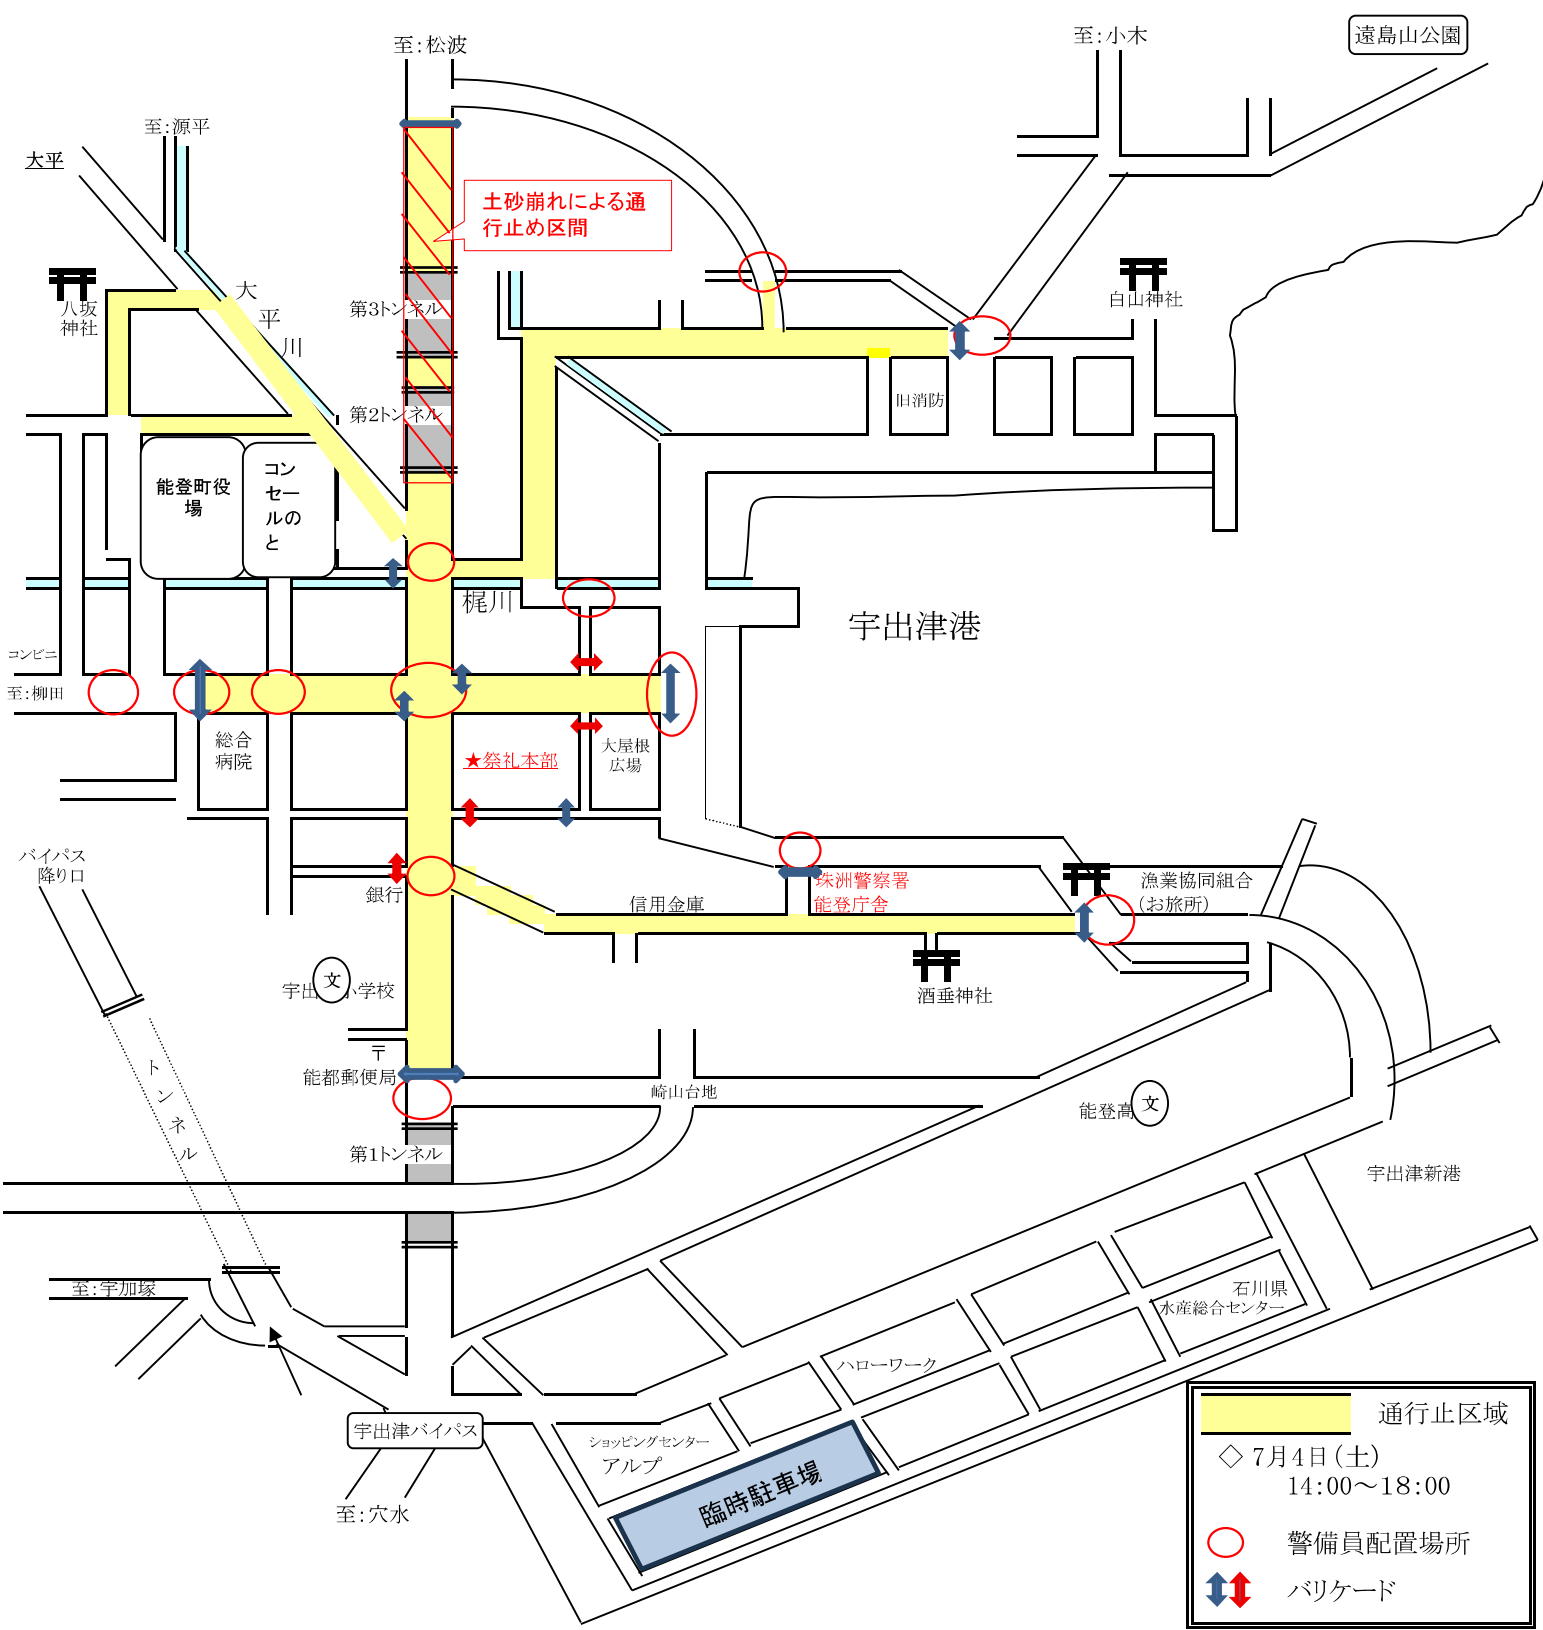 至:松波
至:小木
遠島山公園
至:源平
大平
土砂崩れによる通
行止め区間
八坂
神社
大
平
川
第3トンネル
白山神社
旧消防
第2トンネル
能登町役
場
コン
セー
ルの
と
梶川
宇出津港
コンビニ
至:柳田
総合
病院
★祭礼本部
大屋根
広場
バイパス
降り口
銀行
信用金庫
珠洲警察署
能登庁舎
漁業協同組合
(お旅所)
文
宇出
小学校
酒垂神社
〒
能都郵便局
崎山台地
能登高
文
トンネル
第1トンネル
宇出津新港
至:宇加塚
石川県
水産総合センター
ハローワーク
宇出津バイパス
ショッピングセンター
アルプ
臨時駐車場
至:穴水
通行止区域
◇ 7月4日(土)
14:00~18:00
警備員配置場所
バリケード